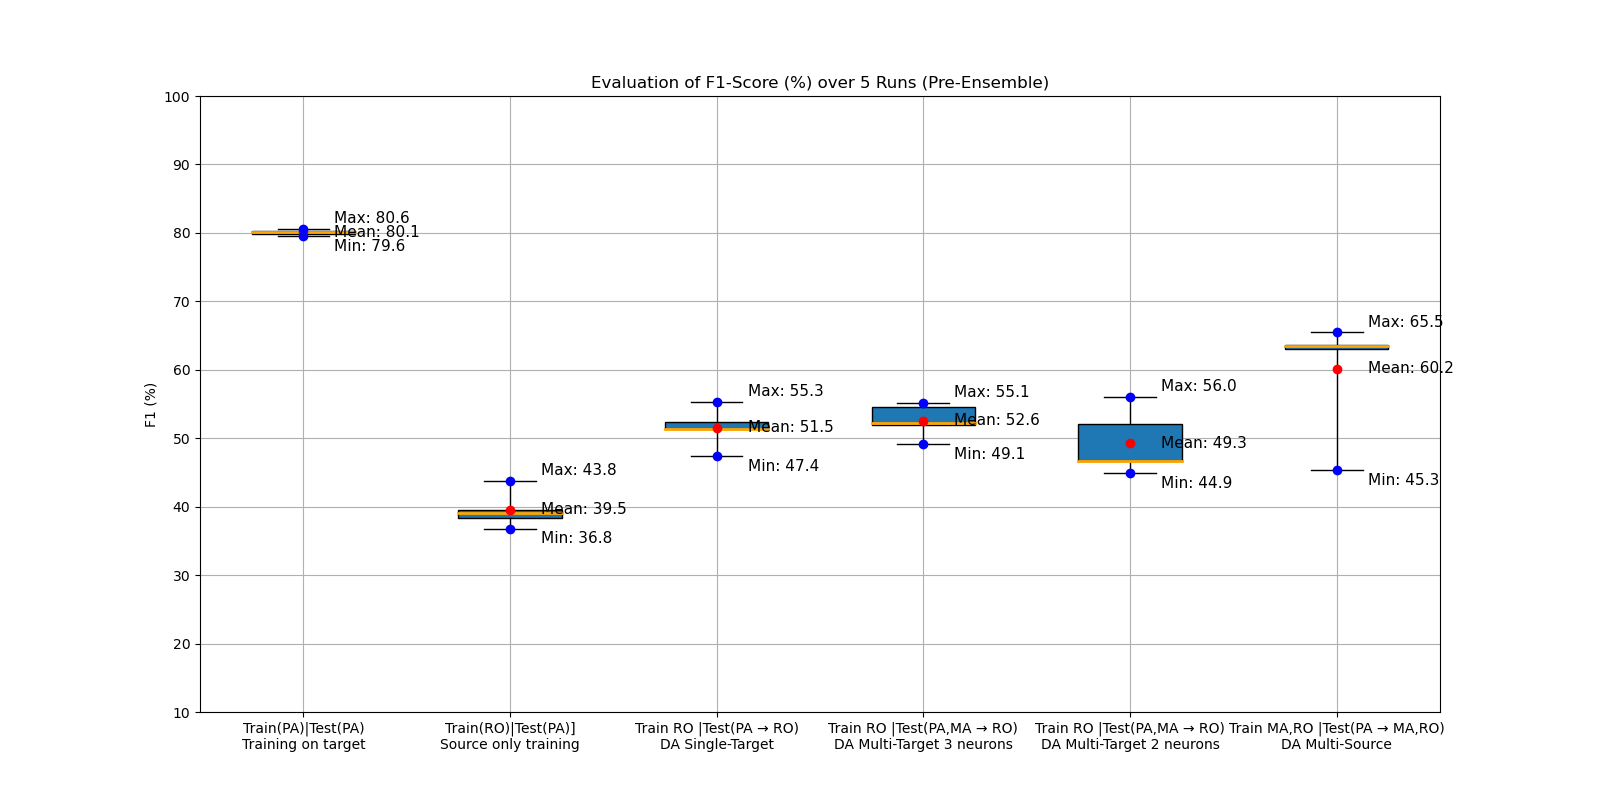 Evaluation of F1-Score (%) over 5 Runs (Pre-Ensemble)
100
90
80
70
60
50
40
30
20
10
F1 (%)
Max: 80.6
Mean: 80.1
Min: 79.6
Max: 43.8
Mean: 39.5
Min: 36.8
Max: 55.3
Mean: 51.5
Min: 47.4
Max: 55.1
Mean: 52.6
Min: 49.1
Max: 56.0
Mean: 49.3
Min: 44.9
Max: 65.5
Mean: 60.2
Min: 45.3
Train(PA)|Test(PA)
Training on target
Train(RO)|Test(PA)]
Source only training
Train RO |Test(PA → RO)
DA Single-Target
Train RO |Test(PA,MA → RO)
DA Multi-Target 3 neurons
Train RO |Test(PA,MA → RO)
DA Multi-Target 2 neurons
Train MA,RO |Test(PA → MA,RO)
DA Multi-Source